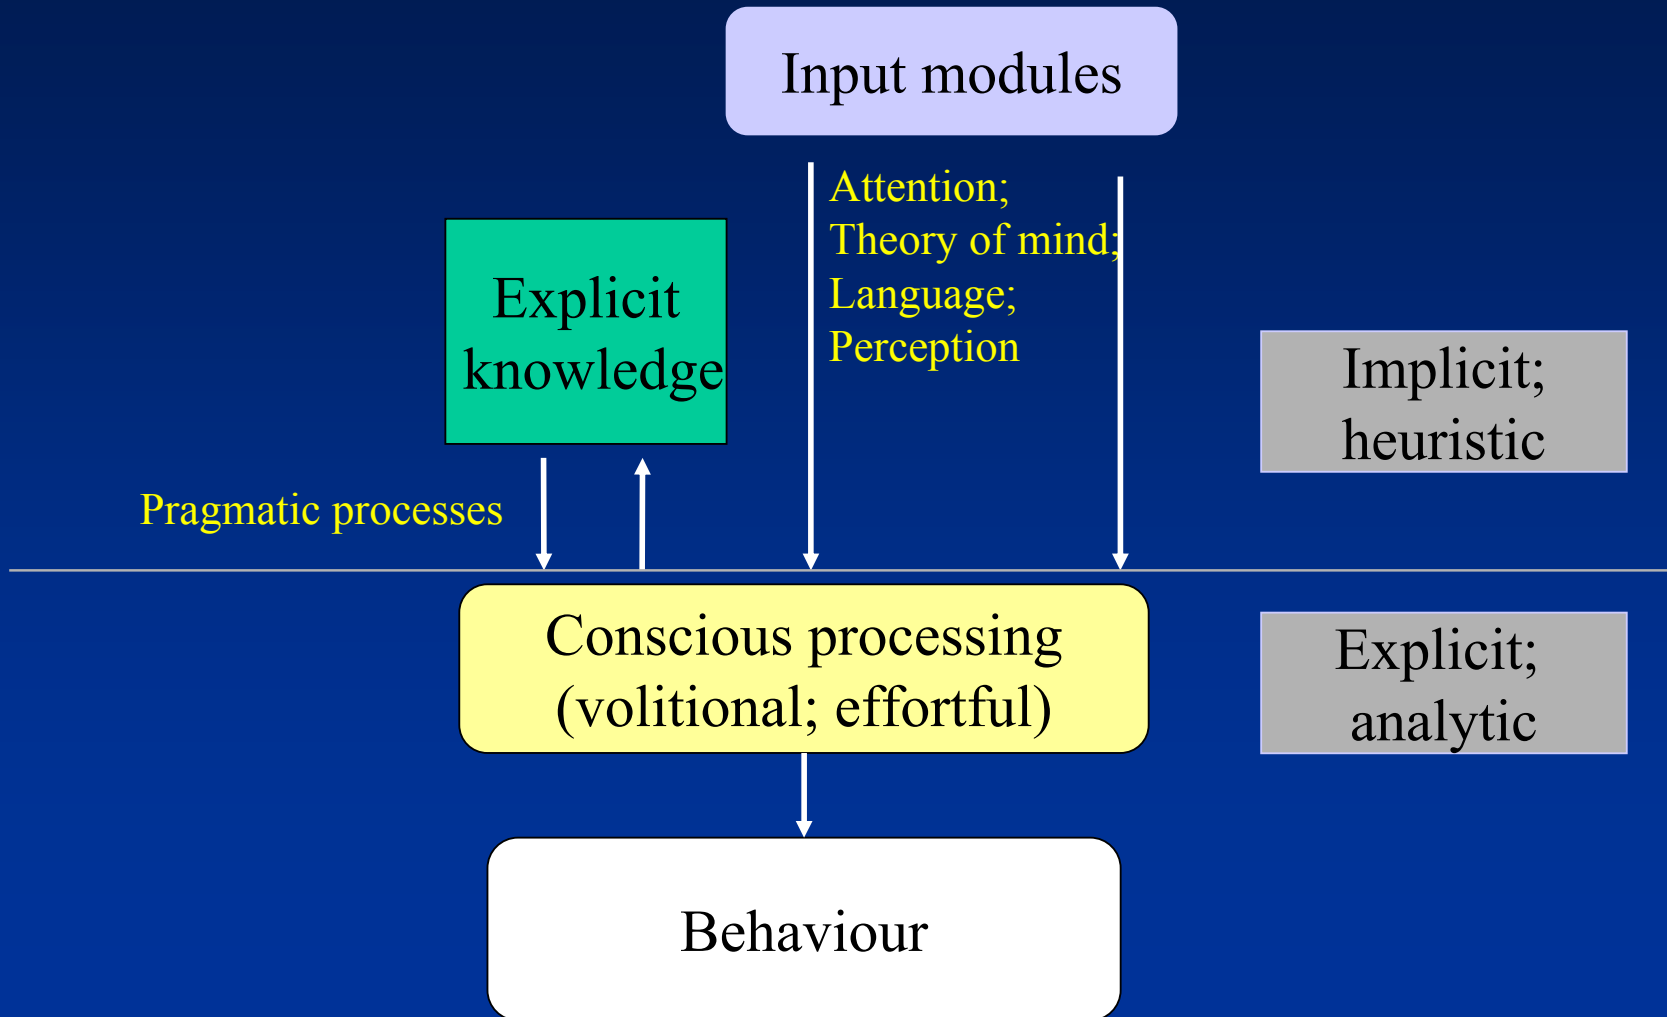 Input modules
Attention;
Theory of mind;
Language;
Perception
Explicit
knowledge
Implicit;
heuristic
Pragmatic processes
Conscious processing
(volitional; effortful)
Explicit;
analytic
Behaviour